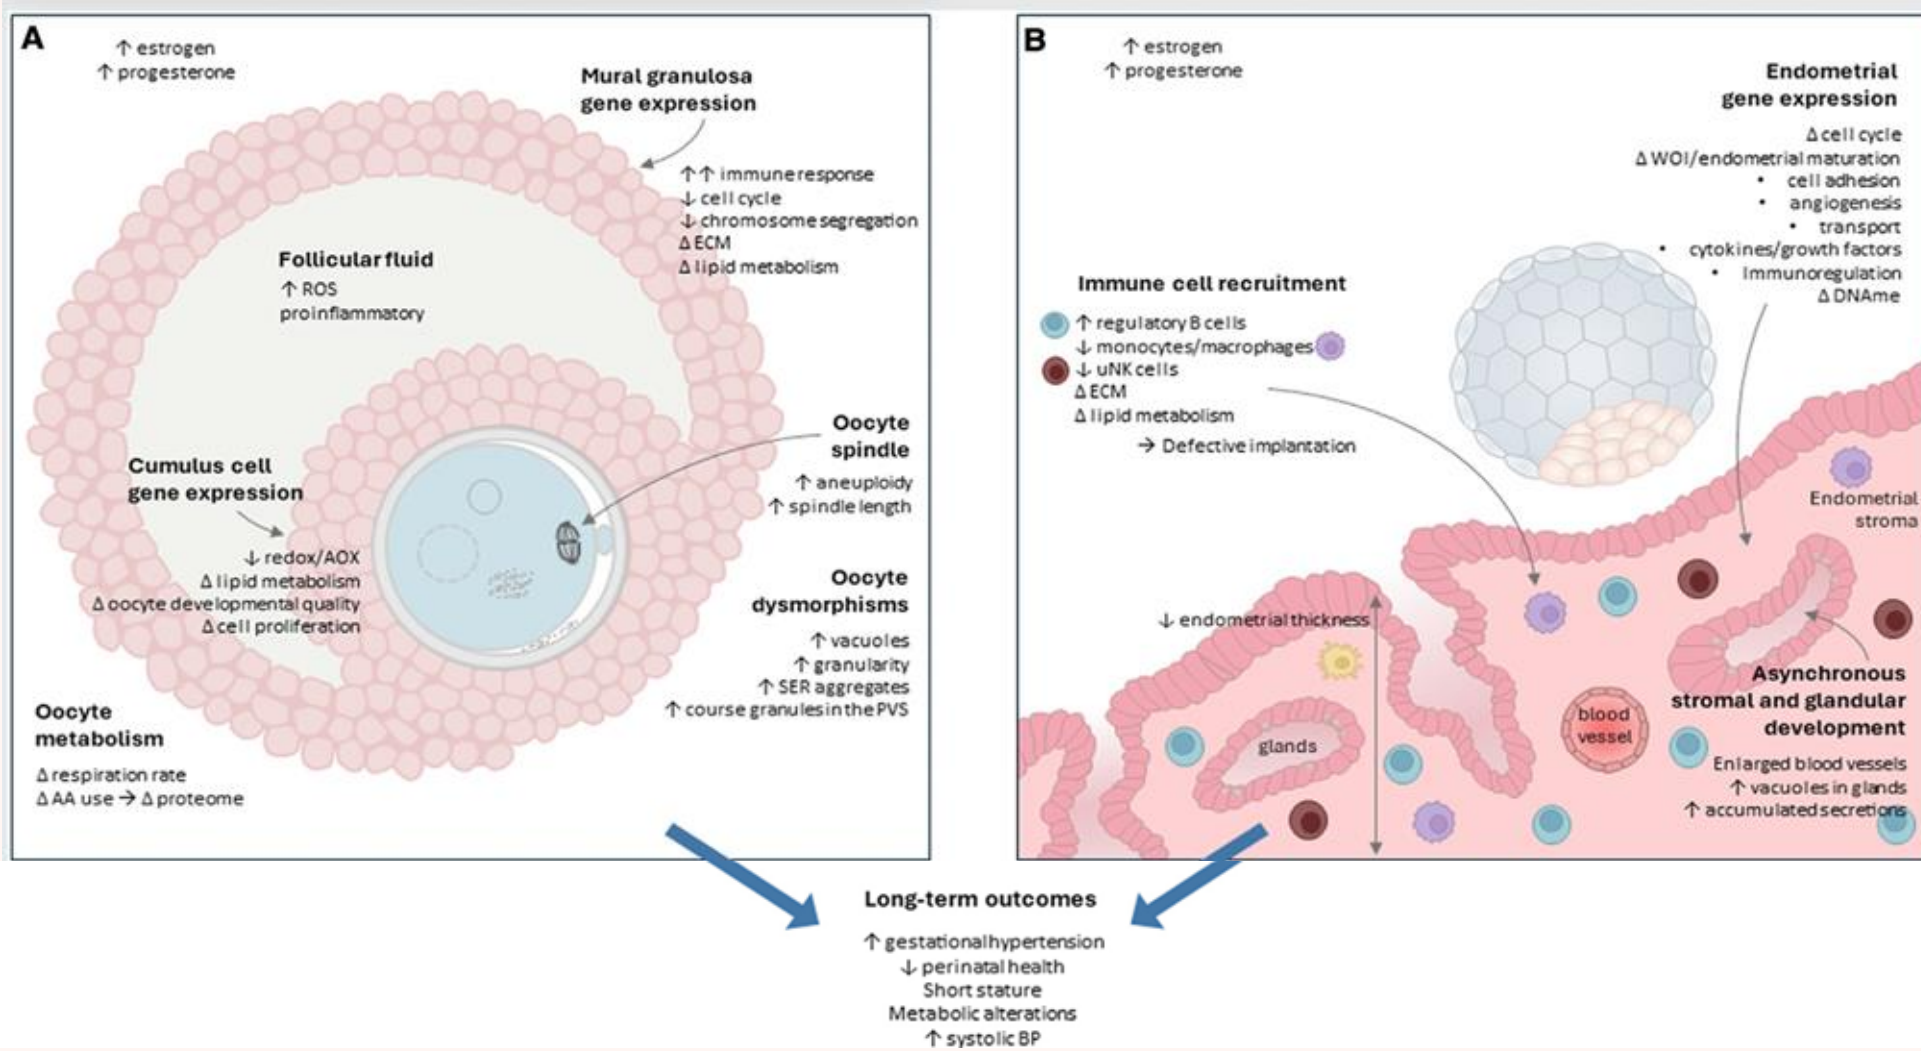 A
↑ estrogen
↑ progesterone
Mural granulosa
gene expression
↑↑ immune response
↓ cell cycle
↓ chromosome segregation
Δ ECM
Δ lipid metabolism
Follicular fluid
↑ ROS
proinflammatory
Oocyte
spindle
↑ aneuploidy
↑ spindle length
Cumulus cell
gene expression
↓ redox/AOX
Δ lipid metabolism
Δ oocyte developmental quality
Δ cell proliferation
Oocyte
dysmorphisms
↑ vacuoles
↑ granularity
↑ SER aggregates
↑ course granules in the PVS
Oocyte
metabolism
Δ respiration rate
Δ AA use → Δ proteome
B
↑ estrogen
↑ progesterone
Endometrial
gene expression
Δ cell cycle
Δ WOI/endometrial maturation
• cell adhesion
• angiogenesis
• transport
• cytokines/growth factors
• Immunoregulation
Δ DNAme
Immune cell recruitment
↑ regulatory B cells
↓ monocytes/macrophages
↓ uNK cells
Δ ECM
Δ lipid metabolism
→ Defective implantation
Endometrial
stroma
↓ endometrial thickness
glands
blood
vessel
Asynchronous
stromal and glandular
development
Enlarged blood vessels
↑ vacuoles in glands
↑ accumulated secretions
Long-term outcomes
↑ gestational hypertension
↓ perinatal health
Short stature
Metabolic alterations
↑ systolic BP